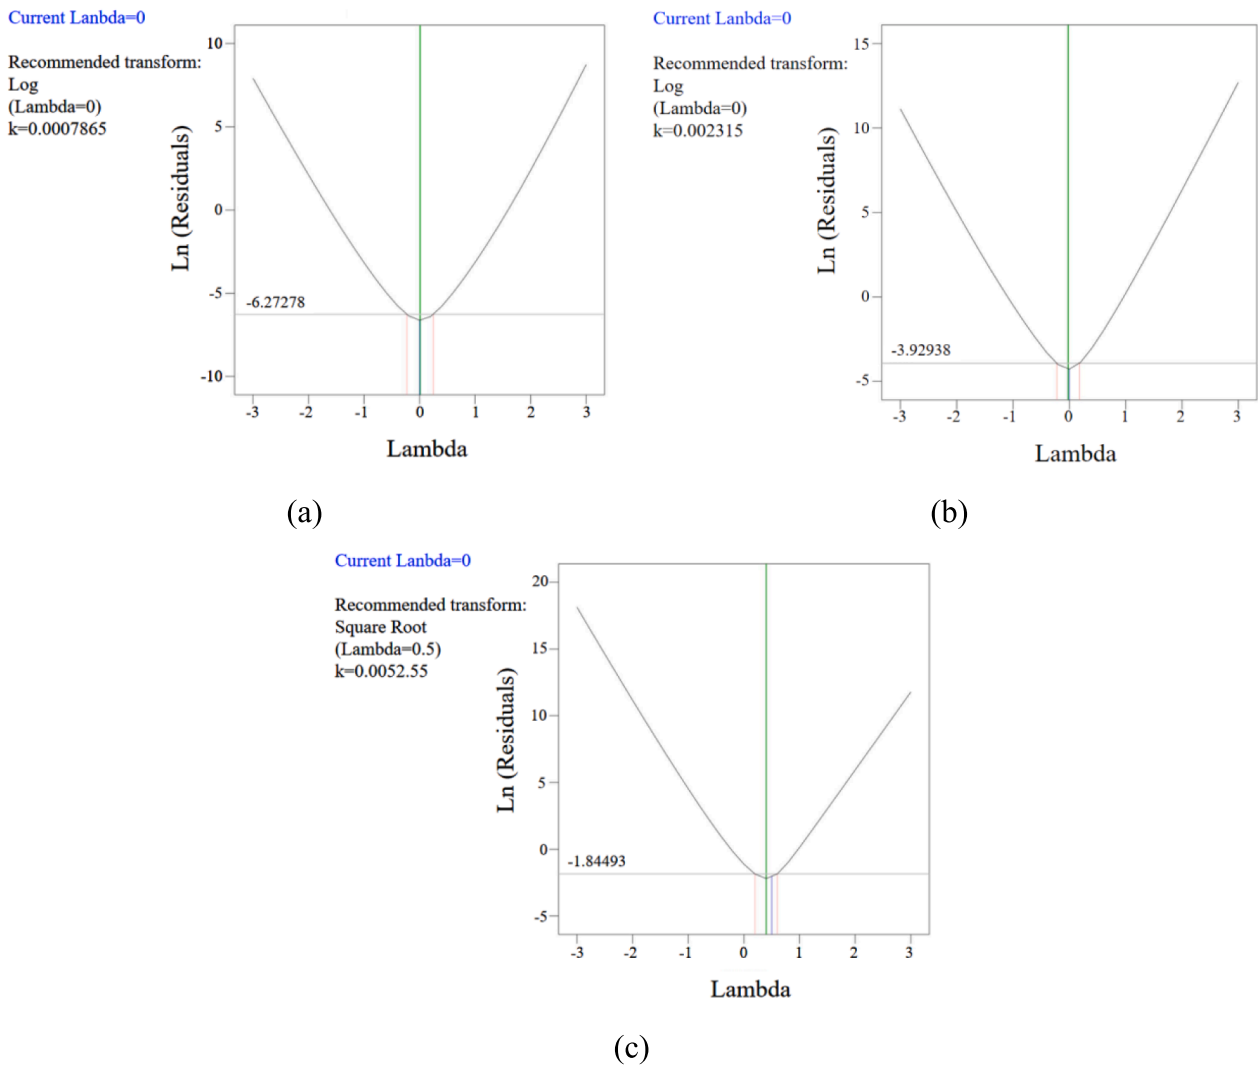 Current Lanbda=0
Recommended transform:
Log
(Lambda=0)
k=0.0007865
Ln (Residuals)
10
5
0
-5
-10
-6.27278
-3 -2 -1 0 1 2 3
Lambda
(a)
Current Lanbda=0
Recommended transform:
Log
(Lambda=0)
k=0.002315
Ln (Residuals)
15
10
5
0
-5
-3.92938
-3 -2 -1 0 1 2 3
Lambda
(b)
Current Lanbda=0
Recommended transform:
Square Root
(Lambda=0.5)
k=0.0052.55
Ln (Residuals)
20
15
10
5
0
-5
-1.84493
-3 -2 -1 0 1 2 3
Lambda
(c)